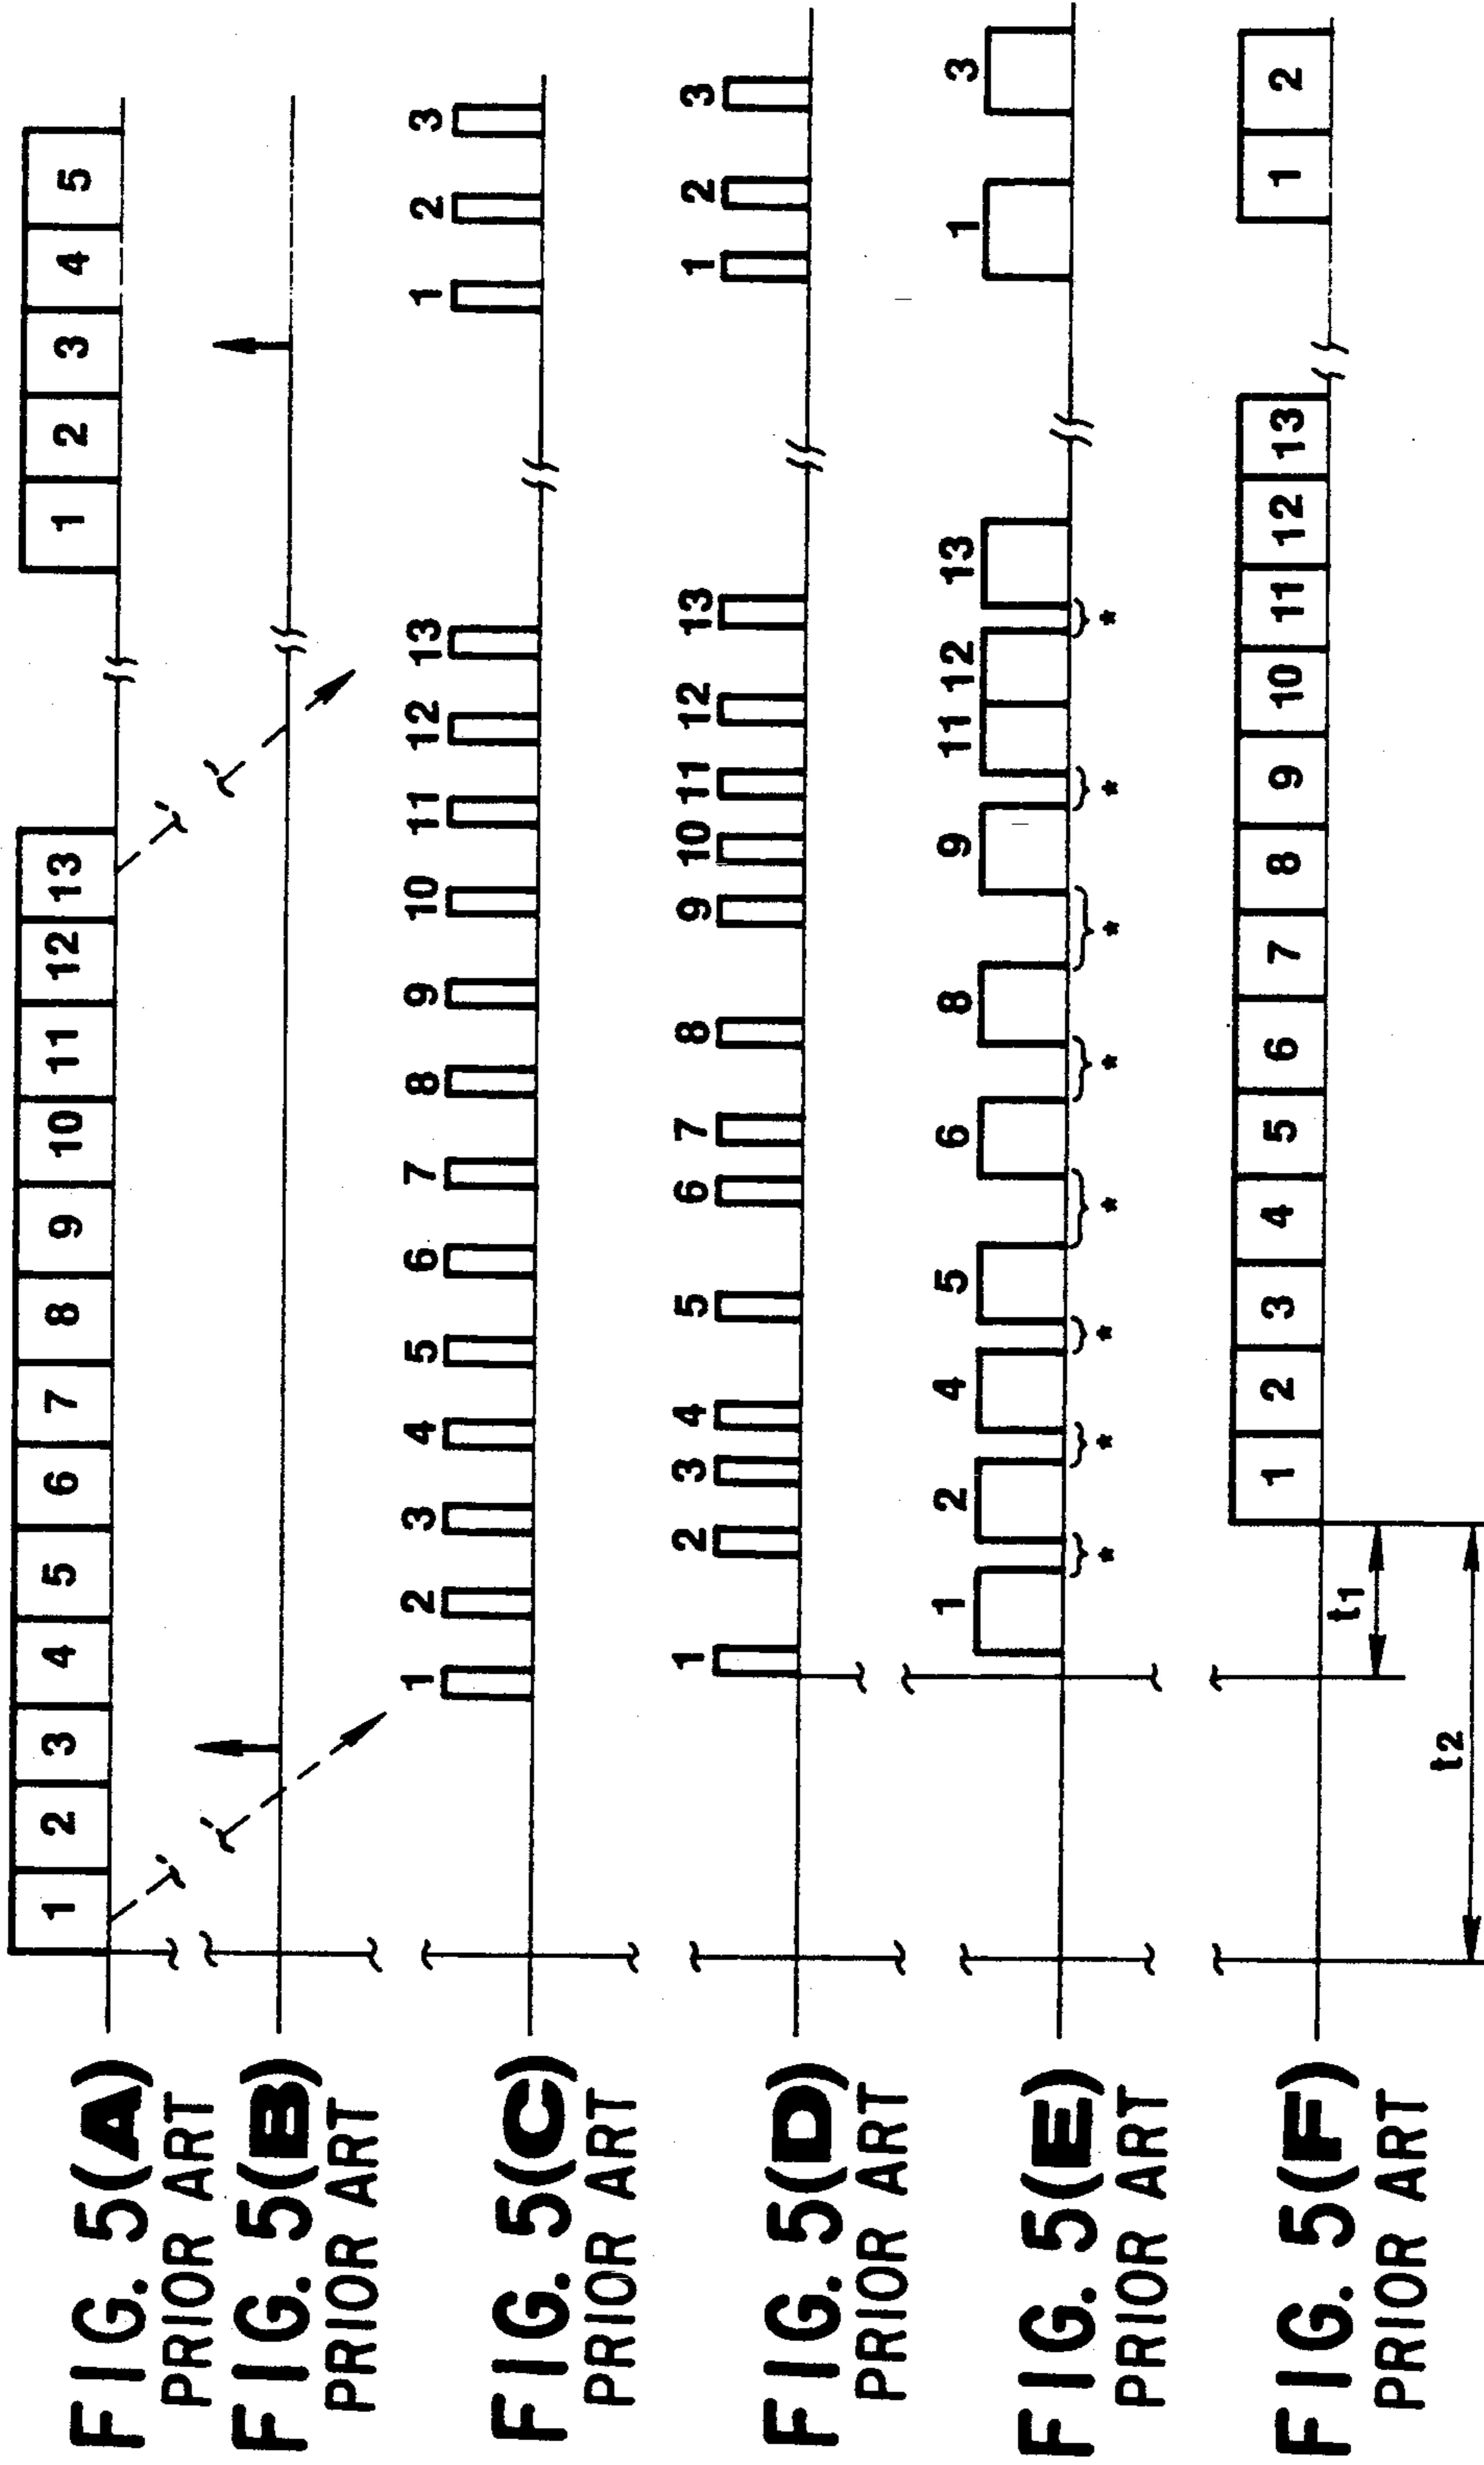 FIG. 5(A)
PRIOR ART
1 2 3 4 5 6 7 8 9 10 11 12 13 1 2 3 4 5
FIG. 5(B)
PRIOR ART
FIG. 5(C)
PRIOR ART
1 2 3 4 5 6 7 8 9 10 11 12 13 1 2 3
FIG. 5(D)
PRIOR ART
1 2 3 4 5 6 7 8 9 10 11 12 13 1 2 3
FIG. 5(E)
PRIOR ART
1 2 4 5 6 8 9 11 12 13 1 3
* * * * * * * *
FIG. 5(F)
PRIOR ART
1 2 3 4 5 6 7 8 9 10 11 12 13 1 2
t1
t2